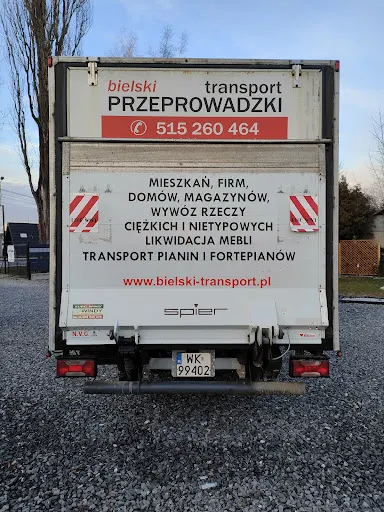 bielski transport
PRZEPROWADZKI
515 260 464
MIESZKAŃ, FIRM,
DOMÓW, MAGAZYNÓW,
WYWÓZ RZECZY
CIĘŻKICH I NIETYPOWYCH
LIKWIDACJA MEBLI
TRANSPORT PIANIN I FORTEPIANÓW
www.bielski-transport.pl
spier
WINDY
N.V.G.
WK
99402